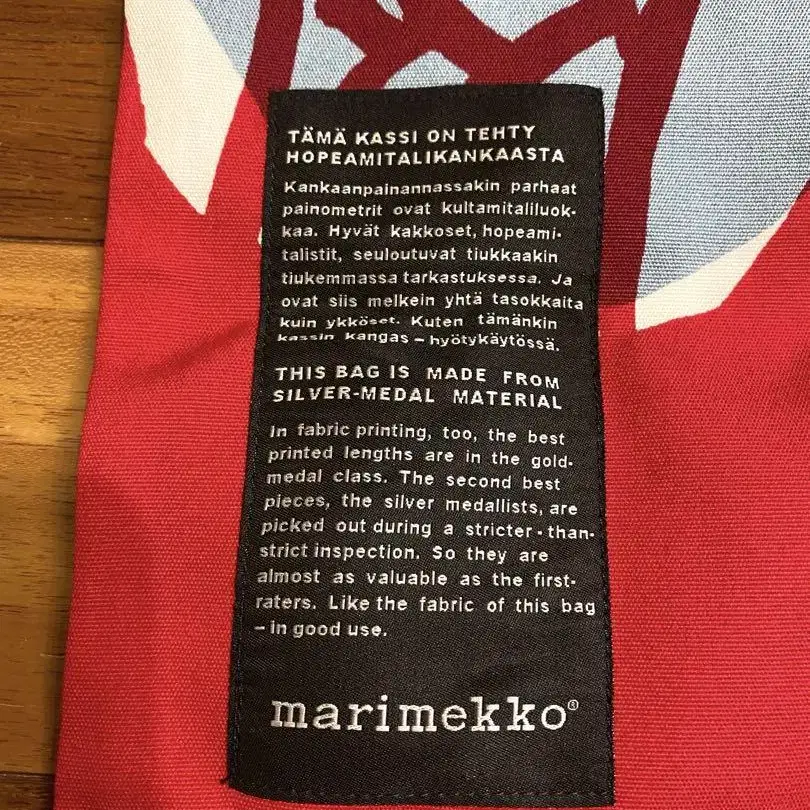 TÄMÄ KASSI ON TEHTY
HOPEAMITALIKANKAASTA
Kankaanpainannassakin parhaat
painometrit ovat kultamitaliluok-
kaa. Hyvät kakkoset, hopeami-
talistit, seuloutuvat tiukkaakin
tiukemmassa tarkastuksessa. Ja
ovat siis melkein yhtä tasokkaita
kuin ykköset. Kuten tämänkin
kassin kangas – hyötykäytössä.
THIS BAG IS MADE FROM
SILVER-MEDAL MATERIAL
In fabric printing, too, the best
printed lengths are in the gold-
medal class. The second best
pieces, the silver medallists, are
picked out during a stricter-than-
strict inspection. So they are
almost as valuable as the first-
raters. Like the fabric of this bag
– in good use.
marimekko®